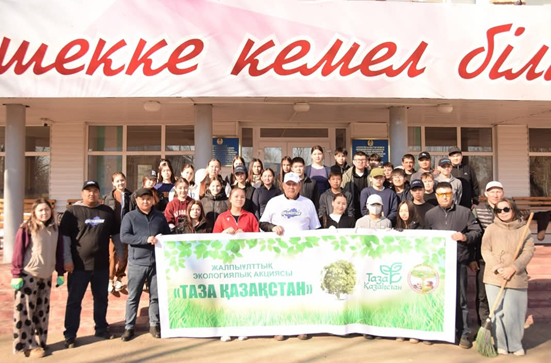 шекке кемел біл
ЖАЛПЫҰЛТТЫҚ
ЭКОЛОГИЯЛЫҚ АКЦИЯСЫ
«ТАЗА ҚАЗАҚСТАН»
Таза
Қазақстан